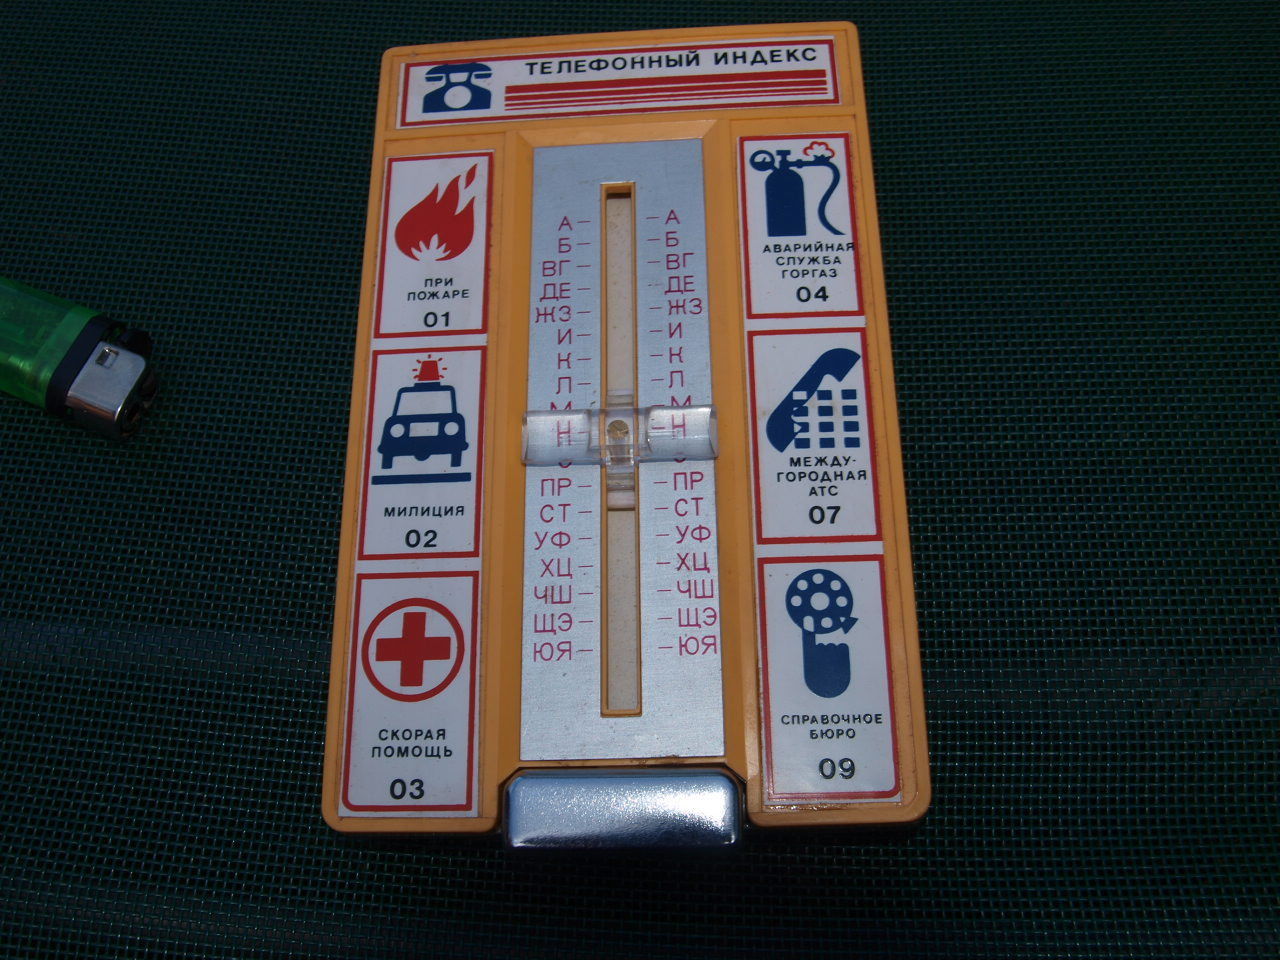 ТЕЛЕФОННЫЙ ИНДЕКС
ПРИ
ПОЖАРЕ
01
МИЛИЦИЯ
02
СКОРАЯ
ПОМОЩЬ
03
А
Б
ВГ
ДЕ
ЖЗ
И
К
Л
М
Н
О
ПР
СТ
УФ
ХЦ
ЧШ
ЩЭ
ЮЯ
А
Б
ВГ
ДЕ
ЖЗ
И
К
Л
М
Н
О
ПР
СТ
УФ
ХЦ
ЧШ
ЩЭ
ЮЯ
АВАРИЙНАЯ
СЛУЖБА
ГОРГАЗ
04
МЕЖДУ-
ГОРОДНАЯ
АТС
07
СПРАВОЧНОЕ
БЮРО
09